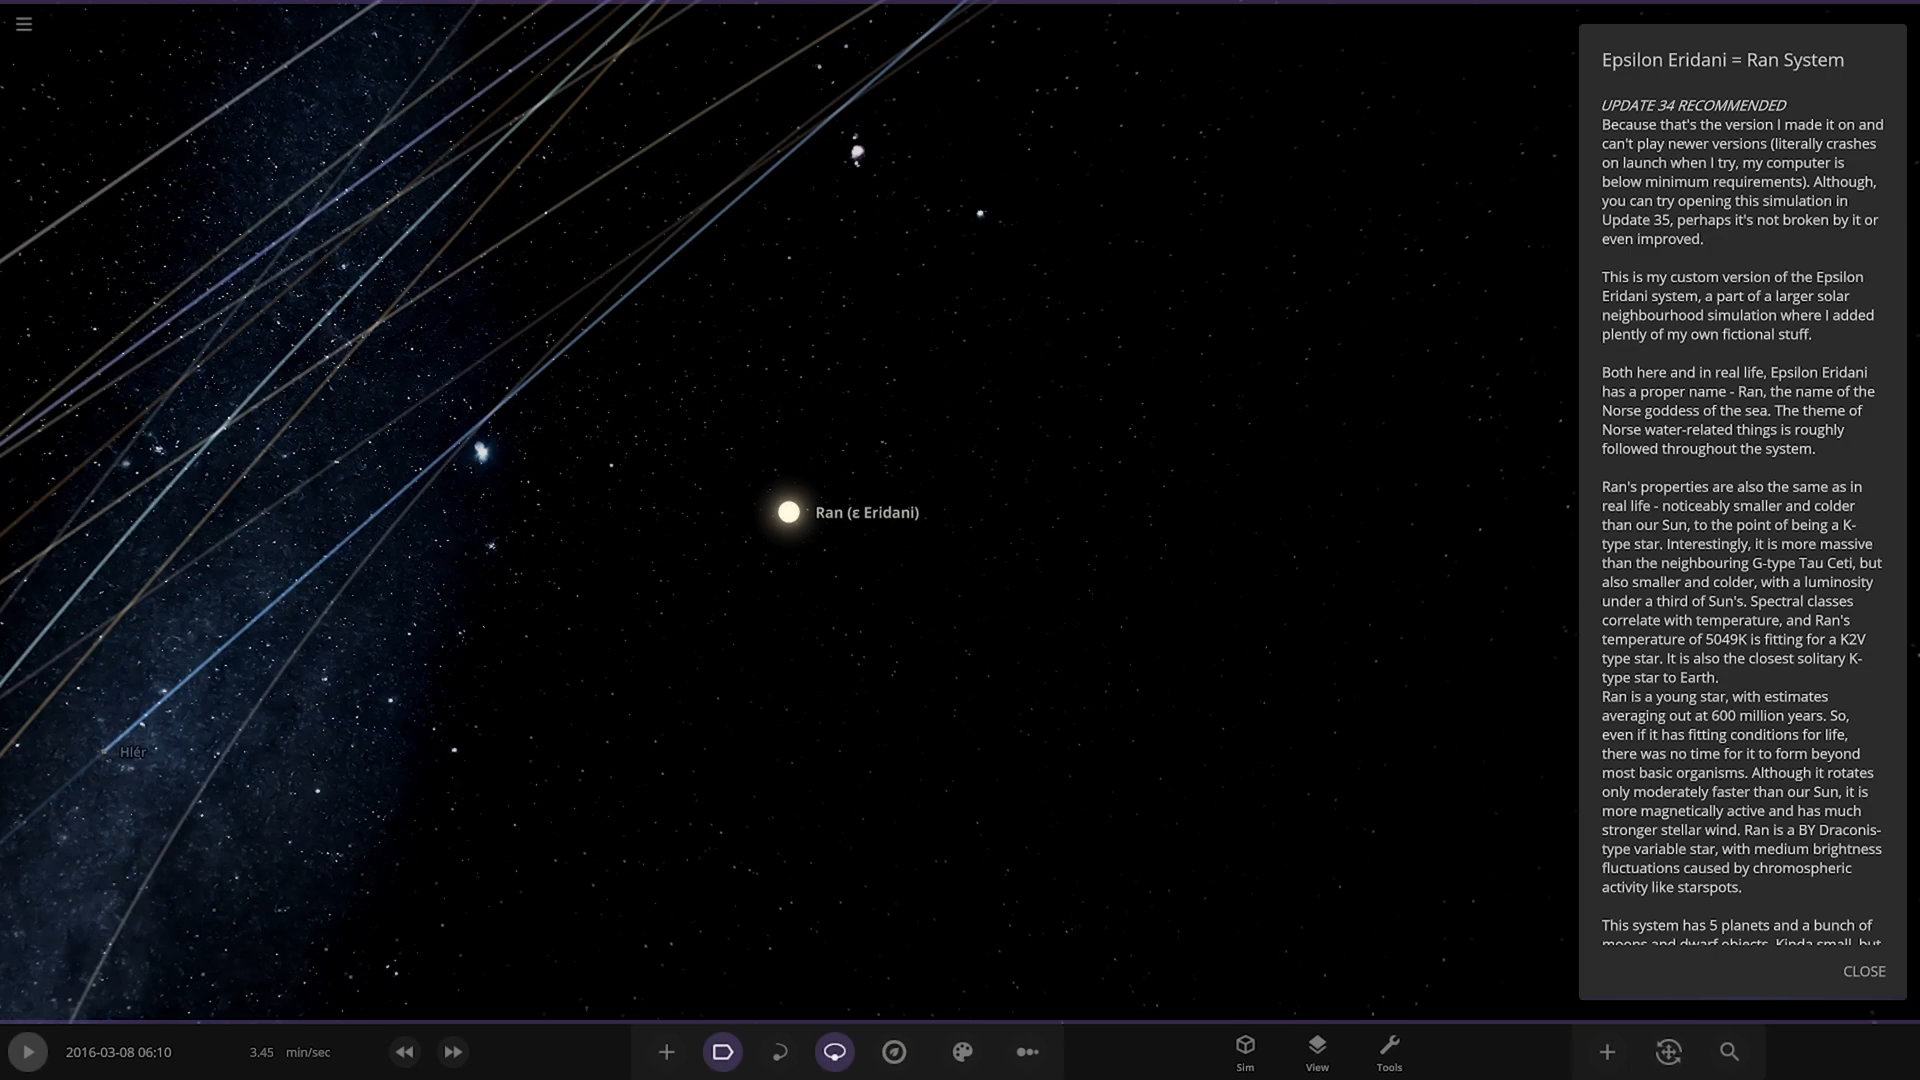 Epsilon Eridani = Ran System
UPDATE 34 RECOMMENDED
Because that's the version I made it on and
can't play newer versions (literally crashes
on launch when I try, my computer is
below minimum requirements). Although,
you can try opening this simulation in
Update 35, perhaps it's not broken by it or
even improved.
This is my custom version of the Epsilon
Eridani system, a part of a larger solar
neighbourhood simulation where I added
plently of my own fictional stuff.
Both here and in real life, Epsilon Eridani
has a proper name - Ran, the name of the
Norse goddess of the sea. The theme of
Norse water-related things is roughly
followed throughout the system.
Ran's properties are also the same as in
real life - noticeably smaller and colder
than our Sun, to the point of being a K-
type star. Interestingly, it is more massive
than the neighbouring G-type Tau Ceti, but
also smaller and colder, with a luminosity
under a third of Sun's. Spectral classes
correlate with temperature, and Ran's
temperature of 5049K is fitting for a K2V
type star. It is also the closest solitary K-
type star to Earth.
Ran is a young star, with estimates
averaging out at 600 million years. So,
even if it has fitting conditions for life,
there was no time for it to form beyond
most basic organisms. Although it rotates
only moderately faster than our Sun, it is
more magnetically active and has much
stronger stellar wind. Ran is a BY Draconis-
type variable star, with medium brightness
fluctuations caused by chromospheric
activity like starspots.
This system has 5 planets and a bunch of
moons and dwarf objects. Kinda small, but
CLOSE
Ran (ε Eridani)
Hlér
2016-03-08 06:10
3.45 min/sec
Sim
View
Tools